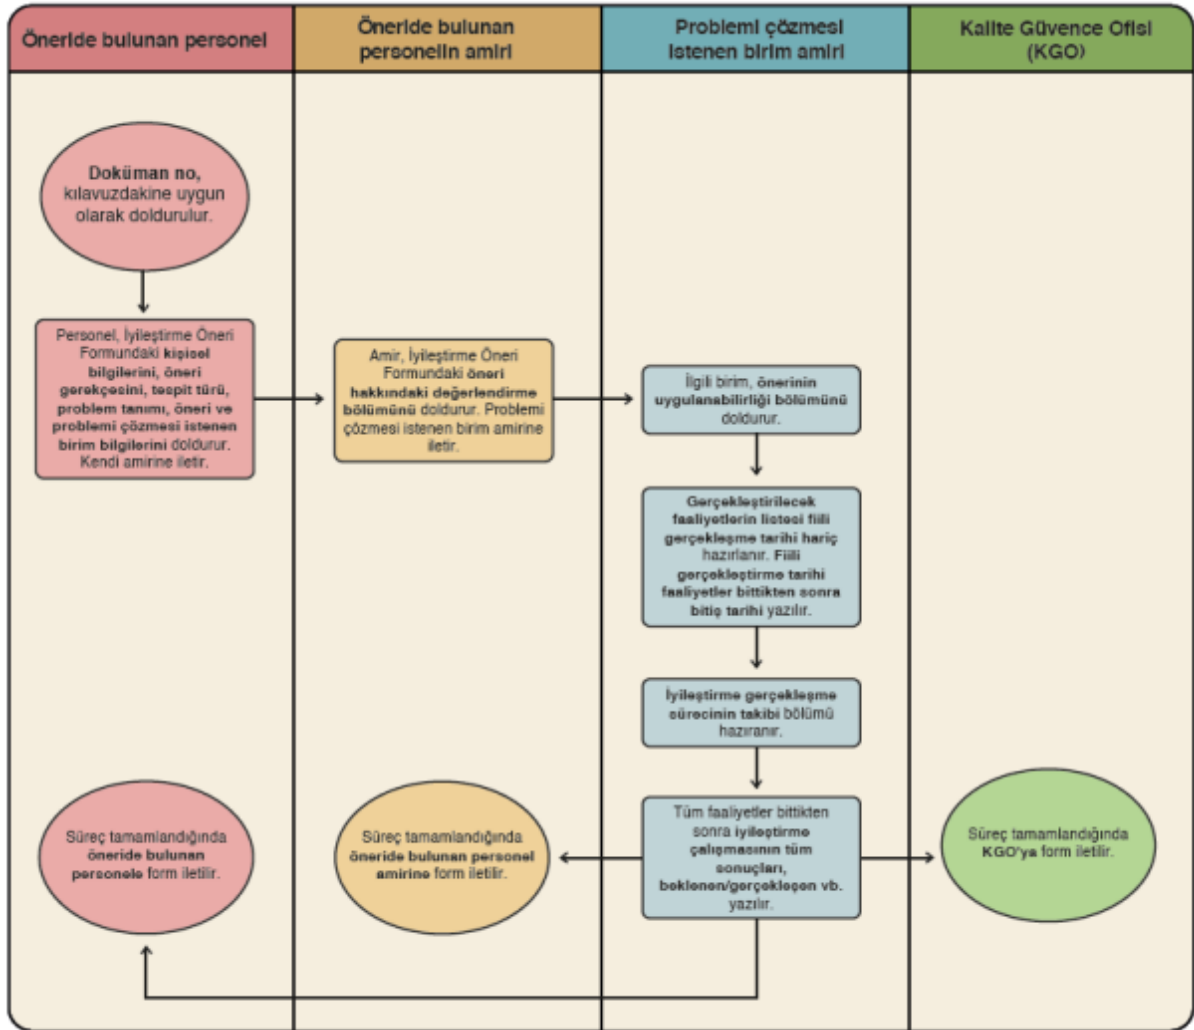 Öneride bulunan personel
Öneride bulunan
personelin amiri
Problemi çözmesi
istenen birim amiri
Kalite Güvence Ofisi
(KGO)
Doküman no,
kılavuzdakine uygun
olarak doldurulur.
Personel, İyileştirme Öneri
Formundaki kişisel
bilgilerini, öneri
gerekçesini, tespit türü,
problem tanımı, öneri ve
problemi çözmesi istenen
birim bilgilerini doldurur.
Kendi amirine iletir.
Amir, İyileştirme Öneri
Formundaki öneri
hakkındaki değerlendirme
bölümünü doldurur. Problemi
çözmesi istenen birim amirine
iletir.
İlgili birim, önerinin
uygulanabilirliği bölümünü
doldurur.
Gerçekleştirilecek
faaliyetlerin listesi fiili
gerçekleşme tarihi hariç
hazırlanır. Fiili
gerçekleştirme tarihi
faaliyetler bittikten sonra
bitiş tarihi yazılır.
İyileştirme gerçekleşme
sürecinin takibi bölümü
hazıranır.
Tüm faaliyetler bittikten
sonra iyileştirme
çalışmasının tüm
sonuçları,
beklenen/gerçekleşen vb.
yazılır.
Süreç tamamlandığında
öneride bulunan
personele form iletilir.
Süreç tamamlandığında
öneride bulunan personel
amirine form iletilir.
Süreç tamamlandığında
KGO'ya form iletilir.